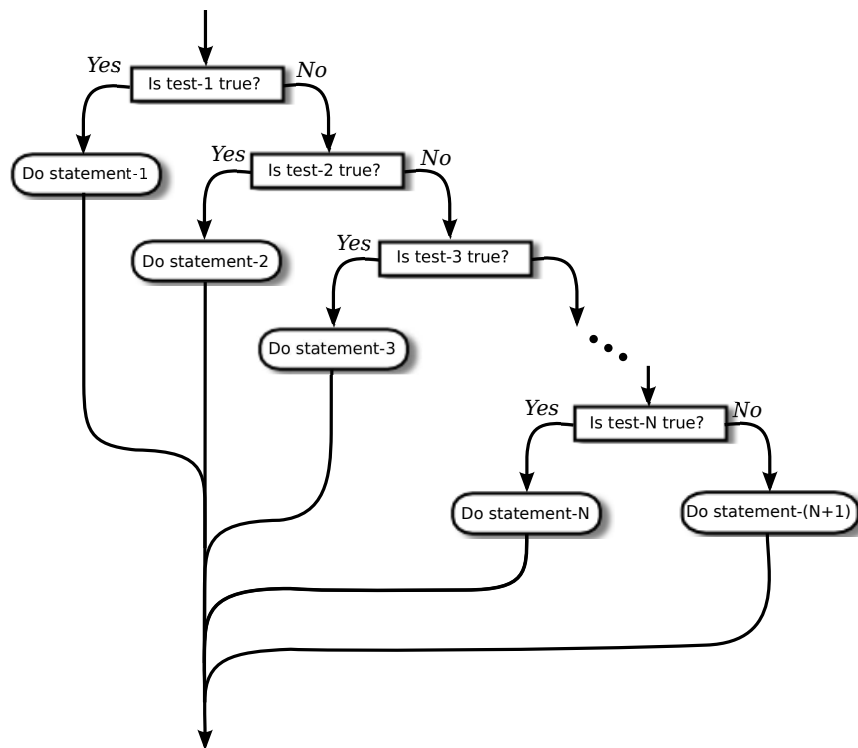 Yes
No
Is test-1 true?
Do statement-1
Yes
No
Is test-2 true?
Do statement-2
Yes
Is test-3 true?
Do statement-3
Yes
No
Is test-N true?
Do statement-N
Do statement-(N+1)